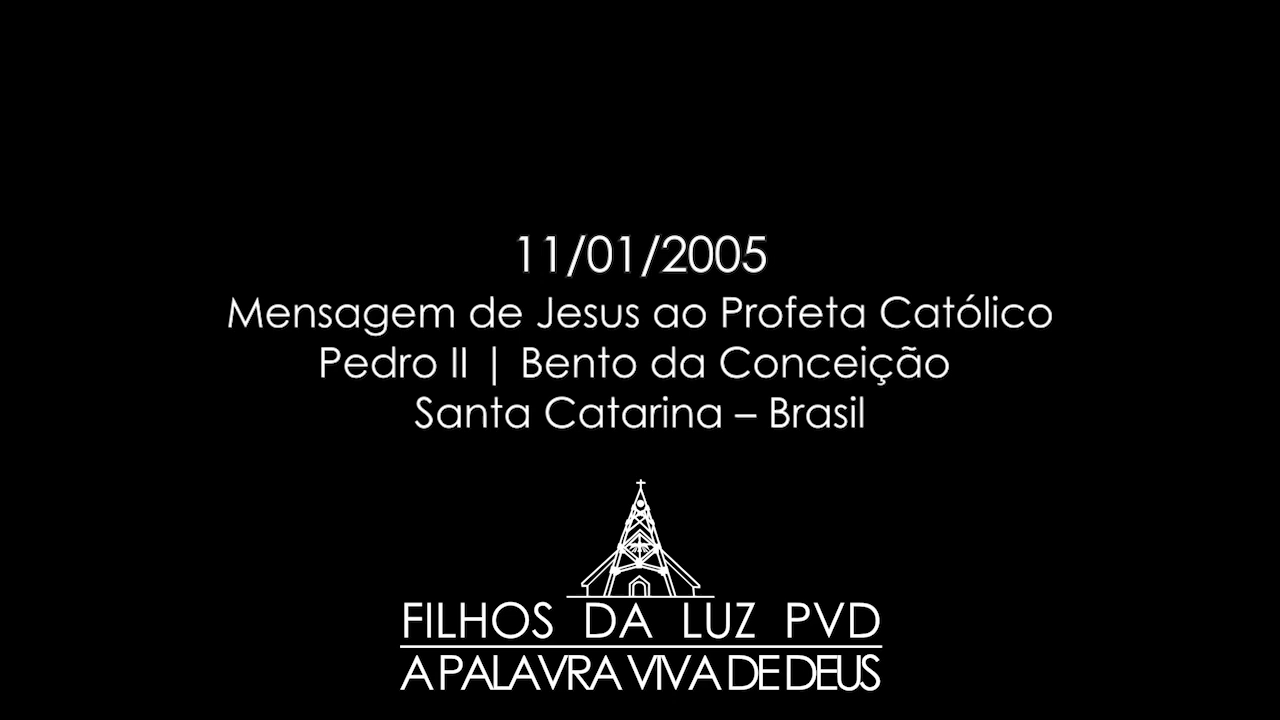 11/01/2005
Mensagem de Jesus ao Profeta Católico
Pedro II | Bento da Conceição
Santa Catarina – Brasil
FILHOS DA LUZ PVD
A PALAVRA VIVA DE DEUS